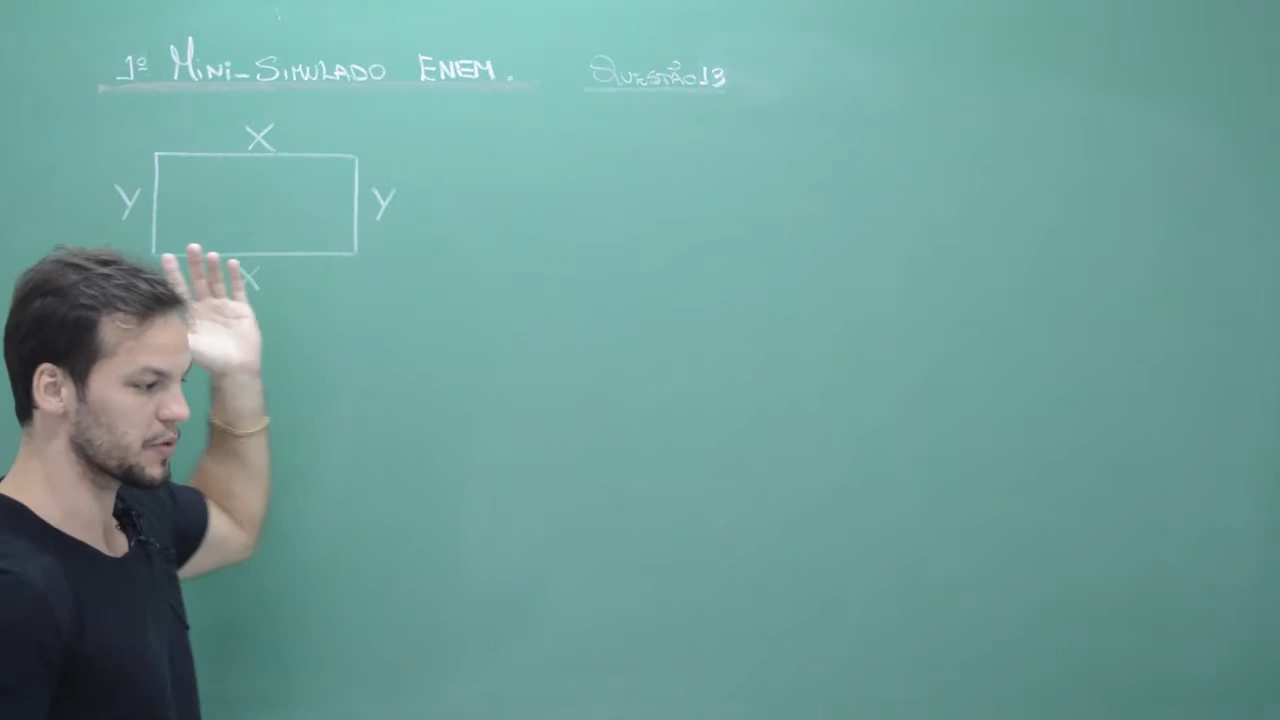 1º MINI-SIMULADO ENEM. QUESTÃO 13
X
Y Y
X